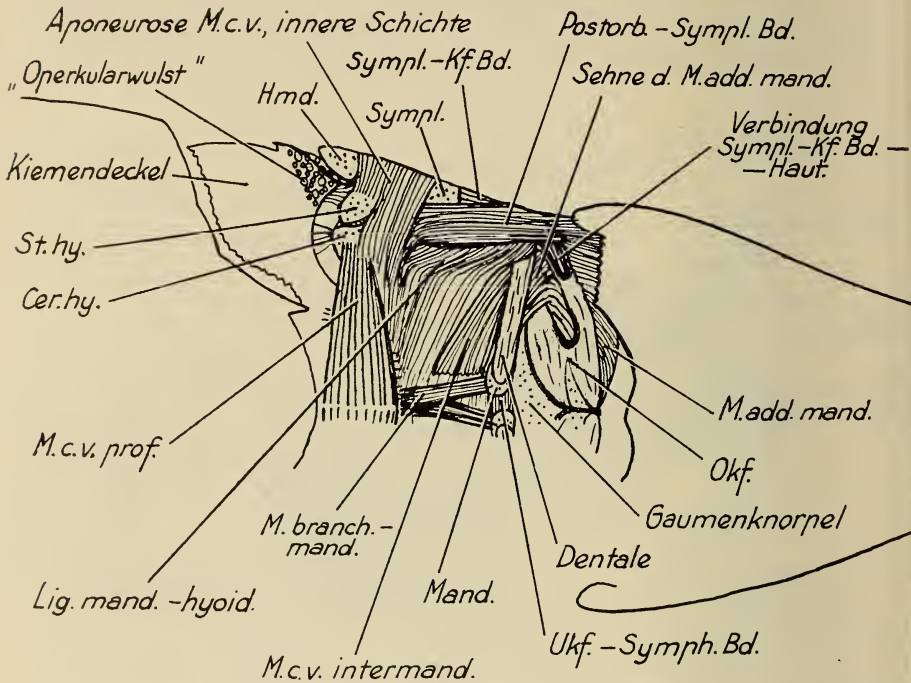 Aponeurose M.c.v., innere Schichte
Postorb. - Sympl. Bd.
„Operkularwulst"
Sympl.-Kf. Bd.
Sehne d. M. add. mand.
Hmd.
Sympl.
Verbindung
Sympl.-Kf. Bd. —
— Haut.
Kiemendeckel
St. hy.
Cer. hy.
M. add. mand.
M.c.v. prof.
Okf.
M. branch.-
mand.
Gaumenknorpel
Dentale
Lig. mand. - hyoid.
Mand.
Ukf. - Symph. Bd.
M.c.v. intermand.